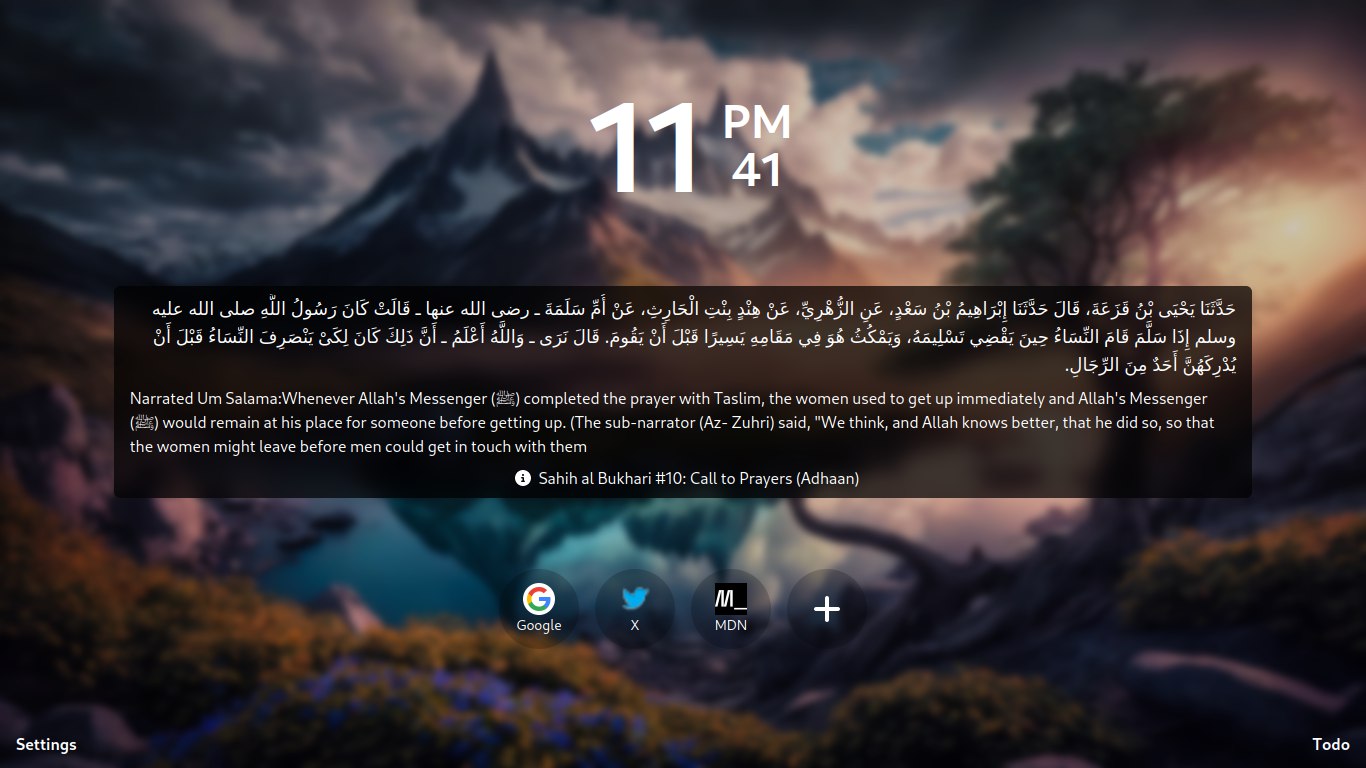 11
PM
41
حَدَّثَنَا يَحْيَى بْنُ قَزَعَةَ، قَالَ حَدَّثَنَا إِبْرَاهِيمُ بْنُ سَعْدٍ، عَنِ الزُّهْرِيِّ، عَنْ هِنْدٍ بِنْتِ الْحَارِثِ، عَنْ أُمِّ سَلَمَةَ ـ رضى الله عنها ـ قَالَتْ كَانَ رَسُولُ اللَّهِ صلى الله عليه
وسلم إِذَا سَلَّمَ قَامَ النِّسَاءُ حِينَ يَقْضِي تَسْلِيمَهُ، وَيَمْكُثُ هُوَ فِي مَقَامِهِ يَسِيرًا قَبْلَ أَنْ يَقُومَ‏.‏ قَالَ نَرَى ـ وَاللَّهُ أَعْلَمُ ـ أَنَّ ذَلِكَ كَانَ لِكَىْ يَنْصَرِفَ النِّسَاءُ قَبْلَ أَنْ
يُدْرِكَهُنَّ أَحَدٌ مِنَ الرِّجَالِ.
Narrated Um Salama:Whenever Allah's Messenger (ﷺ) completed the prayer with Taslim, the women used to get up immediately and Allah's Messenger
(ﷺ) would remain at his place for someone before getting up. (The sub-narrator (Az- Zuhri) said, "We think, and Allah knows better, that he did so, so that
the women might leave before men could get in touch with them
Sahih al Bukhari #10: Call to Prayers (Adhaan)
M_
Google
X
MDN
Settings
Todo